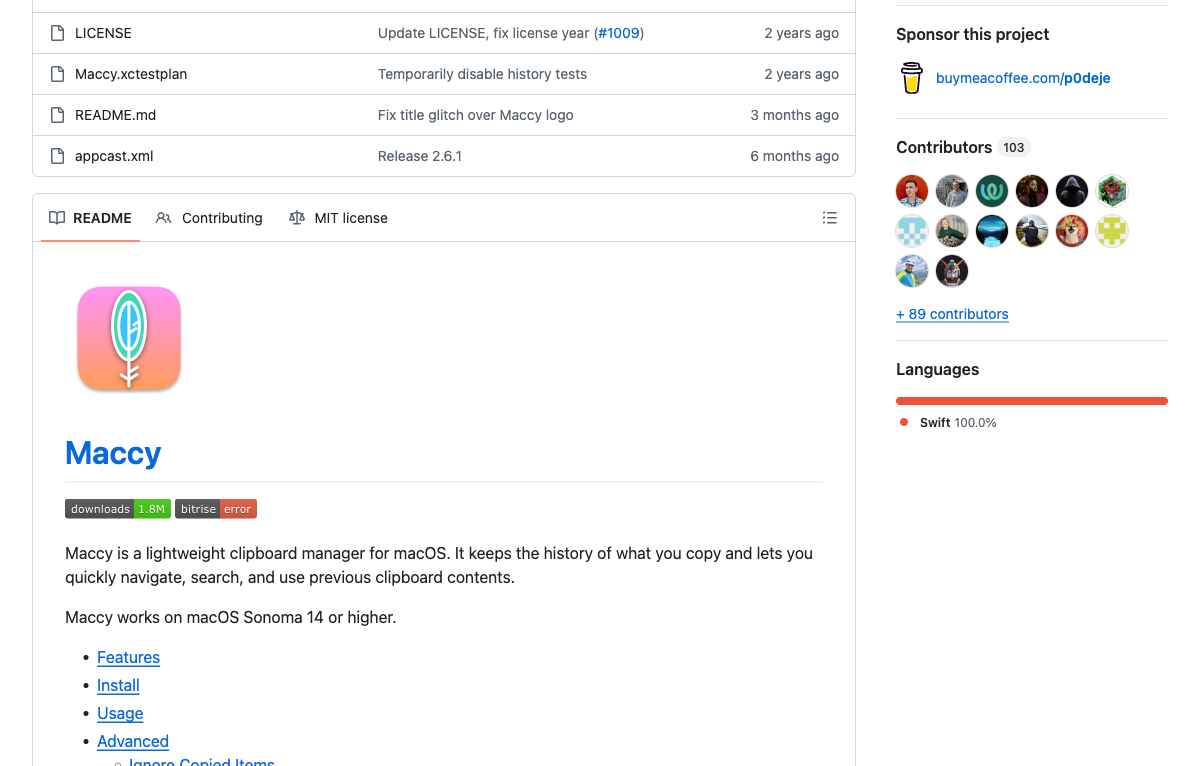 LICENSE Update LICENSE, fix license year (#1009) 2 years ago
Maccy.xctestplan Temporarily disable history tests 2 years ago
README.md Fix title glitch over Maccy logo 3 months ago
appcast.xml Release 2.6.1 6 months ago
README Contributing MIT license
Maccy
downloads 1.8M bitrise error
Maccy is a lightweight clipboard manager for macOS. It keeps the history of what you copy and lets you
quickly navigate, search, and use previous clipboard contents.
Maccy works on macOS Sonoma 14 or higher.
• Features
• Install
• Usage
• Advanced
◦ Ignore Copied Items
Sponsor this project
buymeacoffee.com/p0deje
Contributors 103
+ 89 contributors
Languages
Swift 100.0%